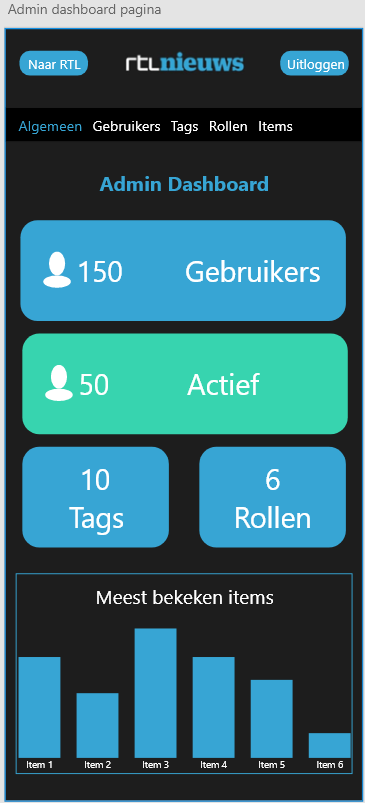 Admin dashboard pagina
Naar RTL rtlnieuws Uitloggen
Algemeen Gebruikers Tags Rollen Items
Admin Dashboard
150 Gebruikers
50 Actief
10 6
Tags Rollen
Meest bekeken items
Item 1 Item 2 Item 3 Item 4 Item 5 Item 6